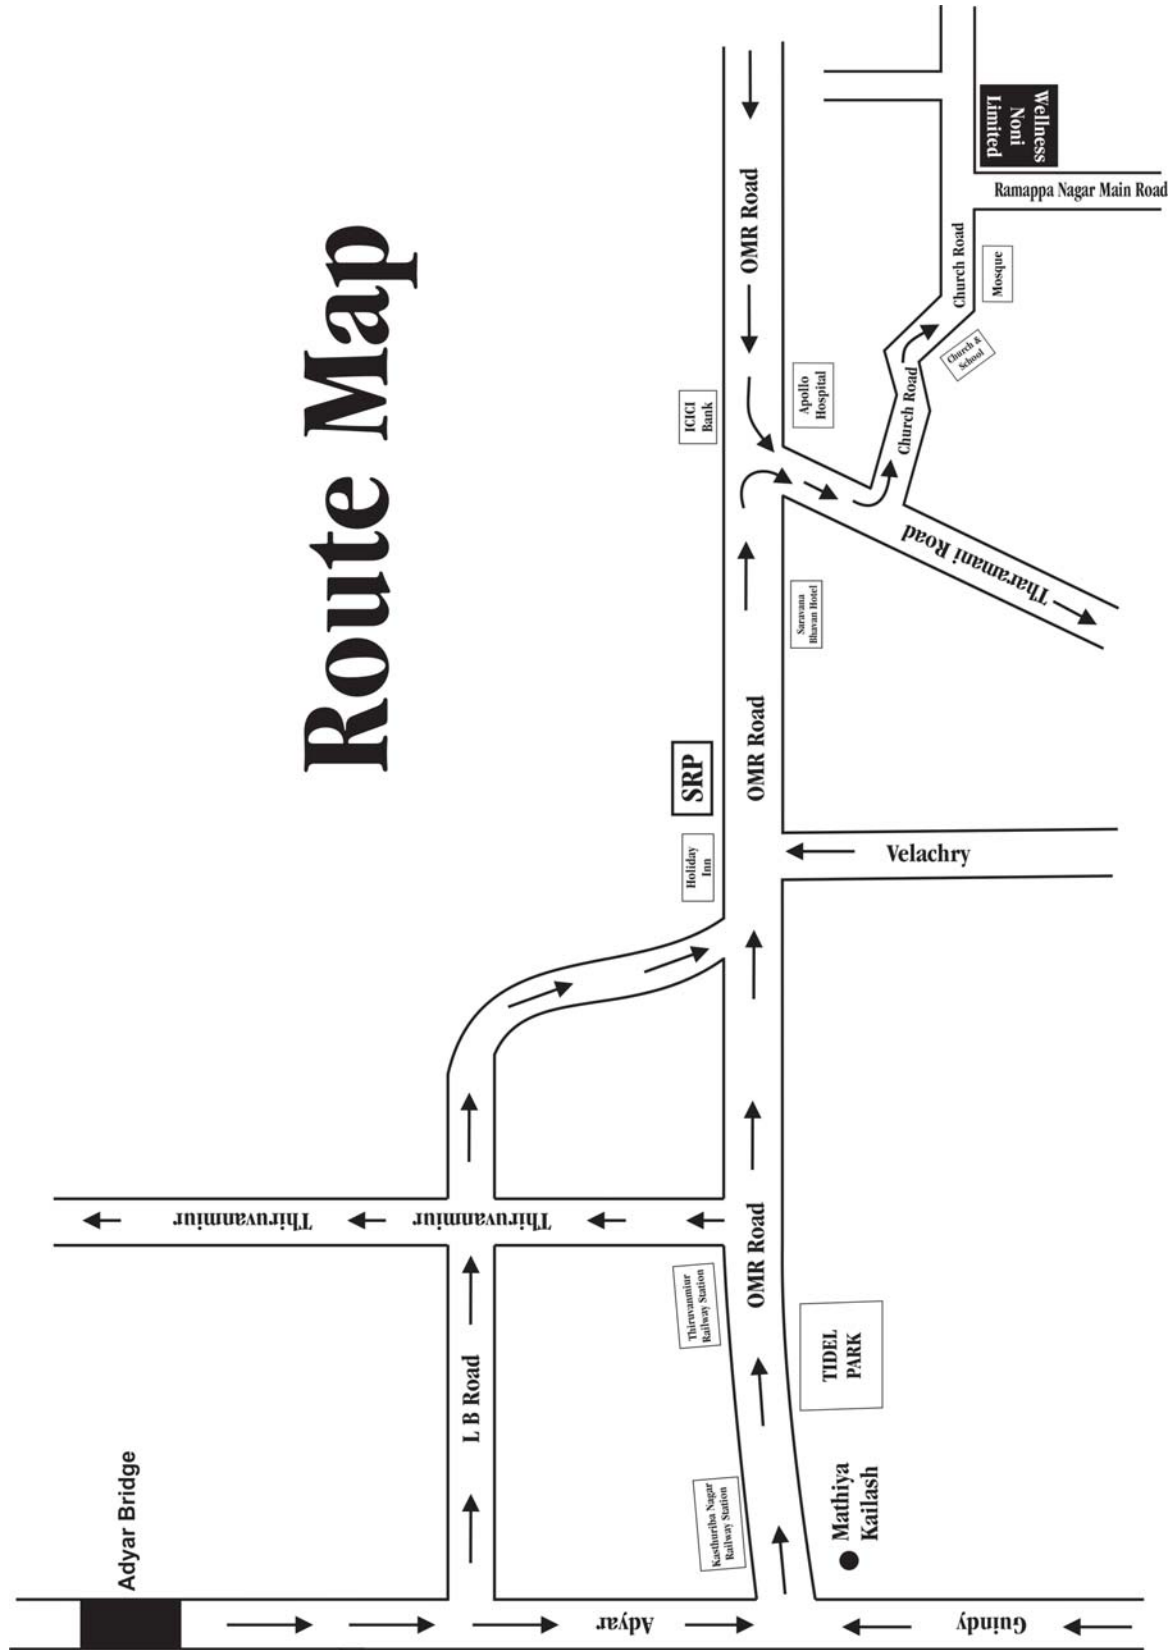 Route Map
OMR Road
Wellness
Noni
Limited
Ramappa Nagar Main Road
Church Road
Mosque
Church &
School
Church Road
Apollo
Hospital
ICICI
Bank
Tharamani Road
Saravana
Bhavan Hotel
OMR Road
SRP
Holiday
Inn
Velachry
Thiruvanmiur
Thiruvanmiur
OMR Road
Thiruvanmiur
Railway Station
TIDEL
PARK
L B Road
Adyar Bridge
Kasthuriba Nagar
Railway Station
Mathiya
Kailash
Adyar
Guindy